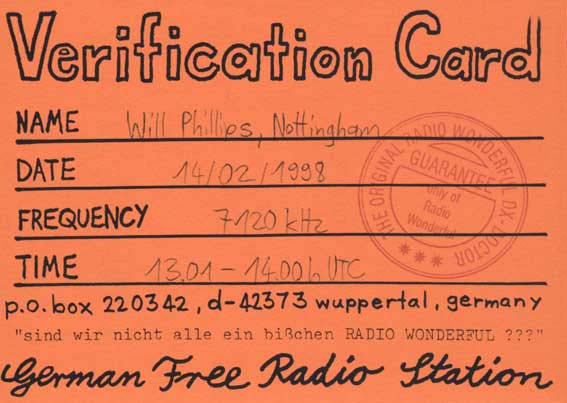 Verification Card
NAME Will Phillips, Nottingham
DATE 14/02/1998
FREQUENCY 7120 kHz
TIME 13.01 - 14.00h UTC
THE ORIGINAL RADIO WONDERFUL DX-DOCTOR
GUARANTEE
only of
Radio
Wonderful
***
p.o. box 220342, d-42373 wuppertal, germany
"sind wir nicht alle ein bißchen RADIO WONDERFUL ???"
German Free Radio Station